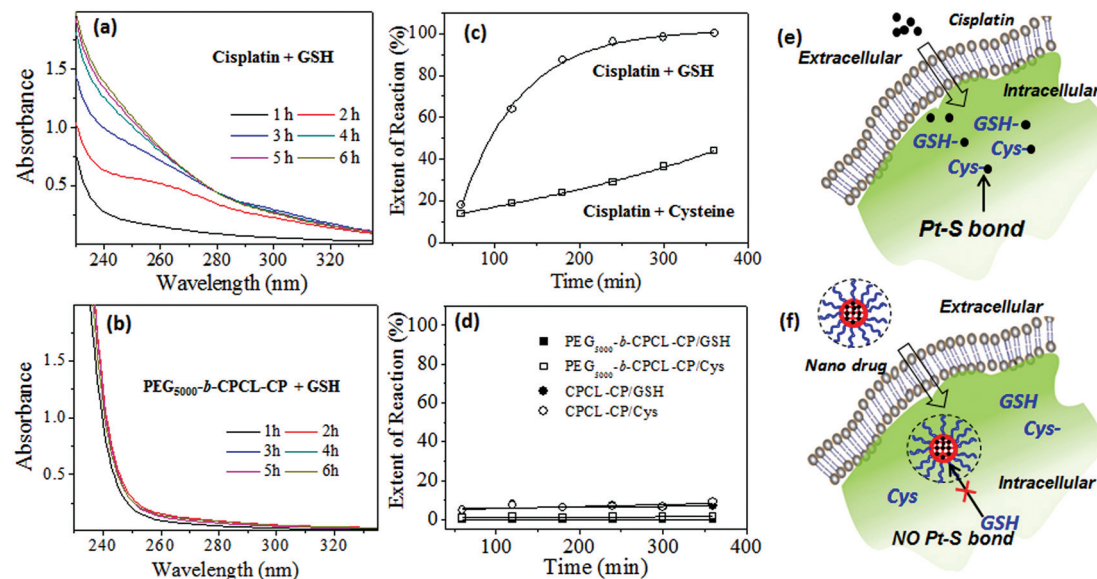 (a)
Cisplatin + GSH
1 h
2 h
3 h
4 h
5 h
6 h
Absorbance
1.5
1.0
0.5
240 260 280 300 320
Wavelength (nm)
(b)
PEG5000-b-CPCL-CP + GSH
1h
2h
3h
4h
5h
6h
Absorbance
1.5
1.0
0.5
240 260 280 300 320
Wavelength (nm)
(c)
Cisplatin + GSH
Cisplatin + Cysteine
Extent of Reaction (%)
100
80
60
40
20
0
100 200 300 400
Time (min)
(d)
PEG5000-b-CPCL-CP/GSH
PEG5000-b-CPCL-CP/Cys
CPCL-CP/GSH
CPCL-CP/Cys
Extent of Reaction (%)
100
80
60
40
20
0
100 200 300 400
Time (min)
(e)
Cisplatin
Extracellular
Intracellular
GSH-
GSH-
Cys-
Cys-
Pt-S bond
(f)
Extracellular
Nano drug
GSH
Cys-
Intracellular
Cys
GSH
NO Pt-S bond